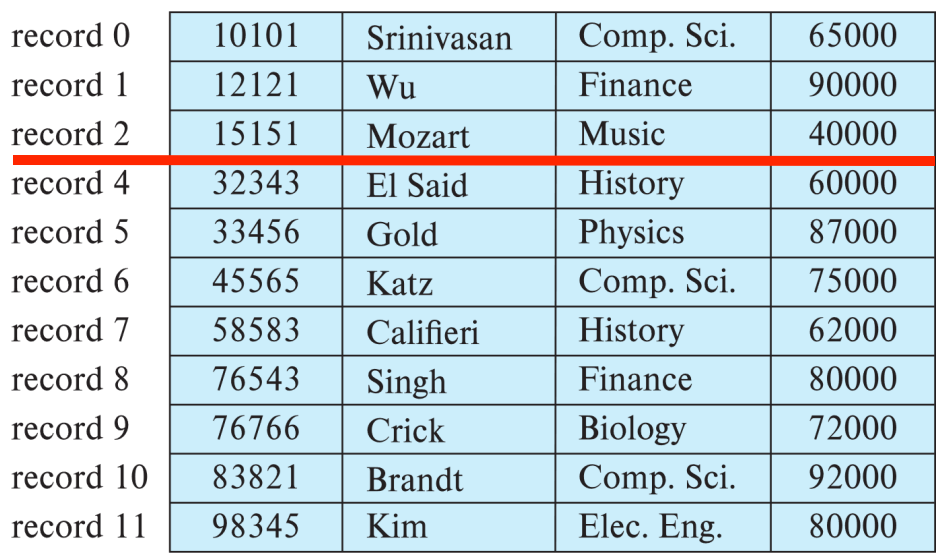 record 0 10101 Srinivasan Comp. Sci. 65000
record 1 12121 Wu Finance 90000
record 2 15151 Mozart Music 40000
record 4 32343 El Said History 60000
record 5 33456 Gold Physics 87000
record 6 45565 Katz Comp. Sci. 75000
record 7 58583 Califieri History 62000
record 8 76543 Singh Finance 80000
record 9 76766 Crick Biology 72000
record 10 83821 Brandt Comp. Sci. 92000
record 11 98345 Kim Elec. Eng. 80000